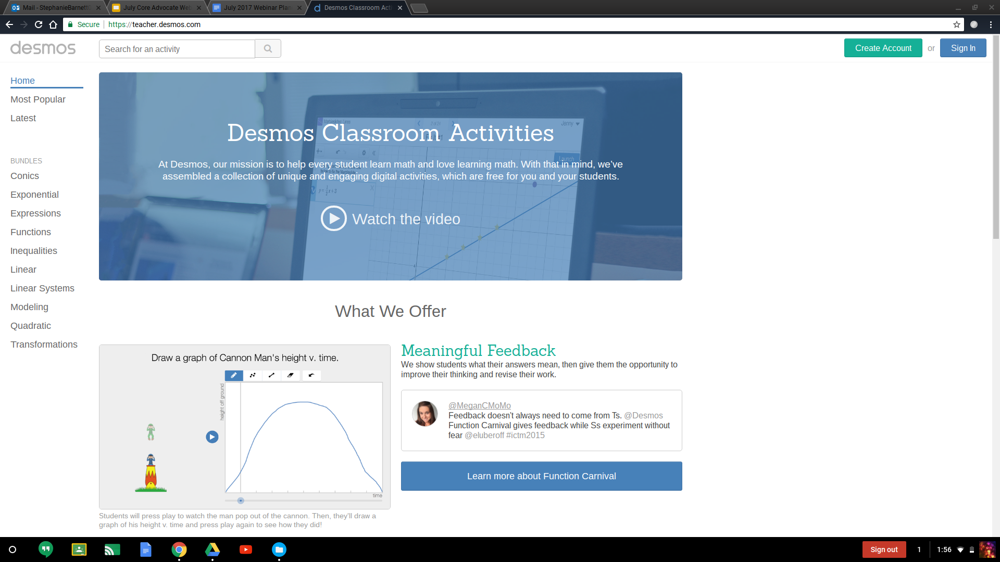 Mail - StephanieBarnett
July Core Advocate Web
July 2017 Webinar Plan
Desmos Classroom Acti
Secure
https://teacher.desmos.com
desmos
Search for an activity
Create Account
or
Sign In
Home
Most Popular
Latest
BUNDLES
Conics
Exponential
Expressions
Functions
Inequalities
Linear
Linear Systems
Modeling
Quadratic
Transformations
Jenny
Desmos Classroom Activities
Launch
At Desmos, our mission is to help every student learn math and love learning math. With that in mind, we’ve
assembled a collection of unique and engaging digital activities, which are free for you and your students.
Watch the video
What We Offer
Draw a graph of Cannon Man's height v. time.
height off ground
time
Students will press play to watch the man pop out of the cannon. Then, they'll draw a
graph of his height v. time and press play again to see how they did!
Meaningful Feedback
We show students what their answers mean, then give them the opportunity to
improve their thinking and revise their work.
@MeganCMoMo
Feedback doesn't always need to come from Ts. @Desmos
Function Carnival gives feedback while Ss experiment without
fear @eluberoff #ictm2015
Learn more about Function Carnival
Sign out
1
1:56